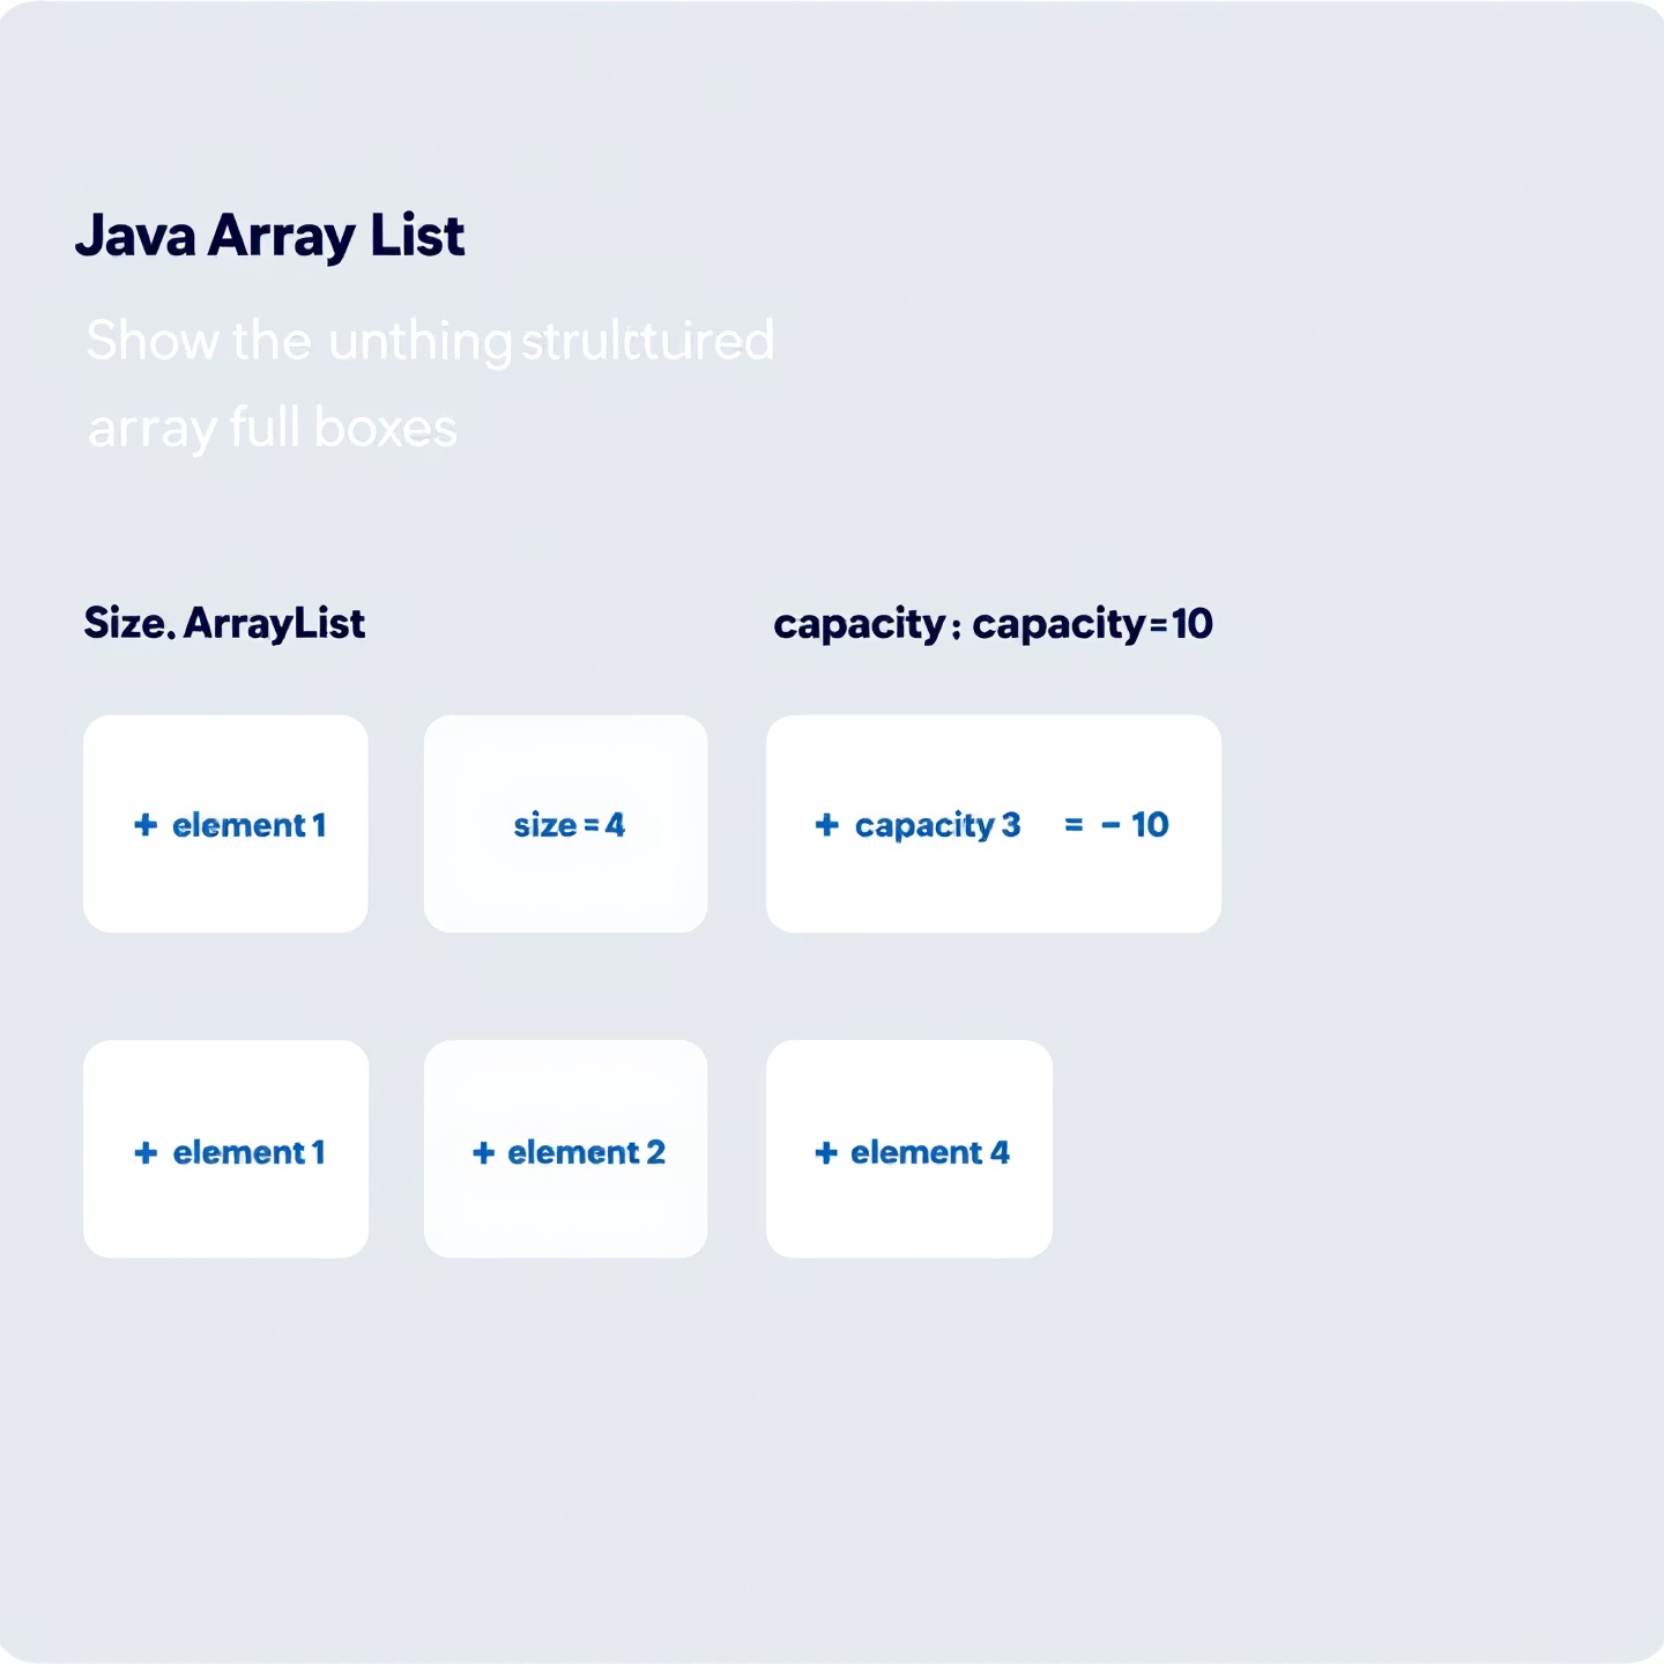 Java Array List
Show the unthing strulttuired
array full boxes
Size. ArrayList
capacity: capacity=10
+ element 1
size=4
+ capacity 3 = - 10
+ element 1
+ element 2
+ element 4